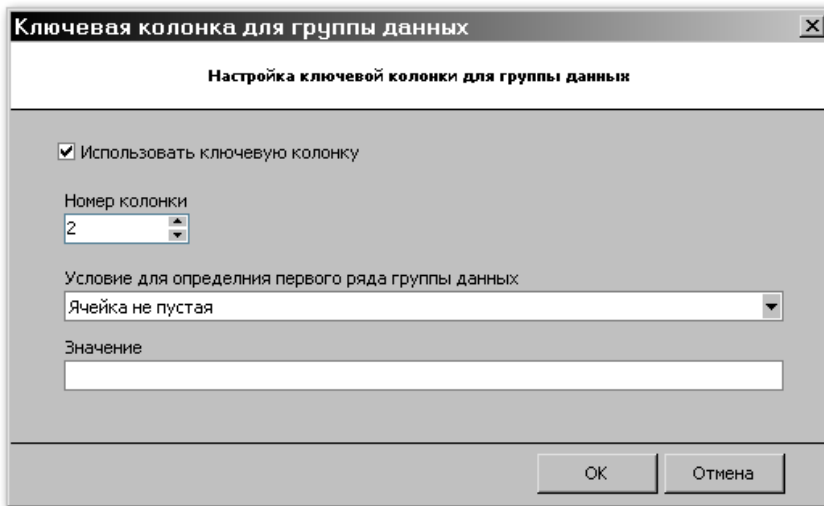 Ключевая колонка для группы данных
Настройка ключевой колонки для группы данных
Использовать ключевую колонку
Номер колонки
2
Условие для определния первого ряда группы данных
Ячейка не пустая
Значение
OK Отмена